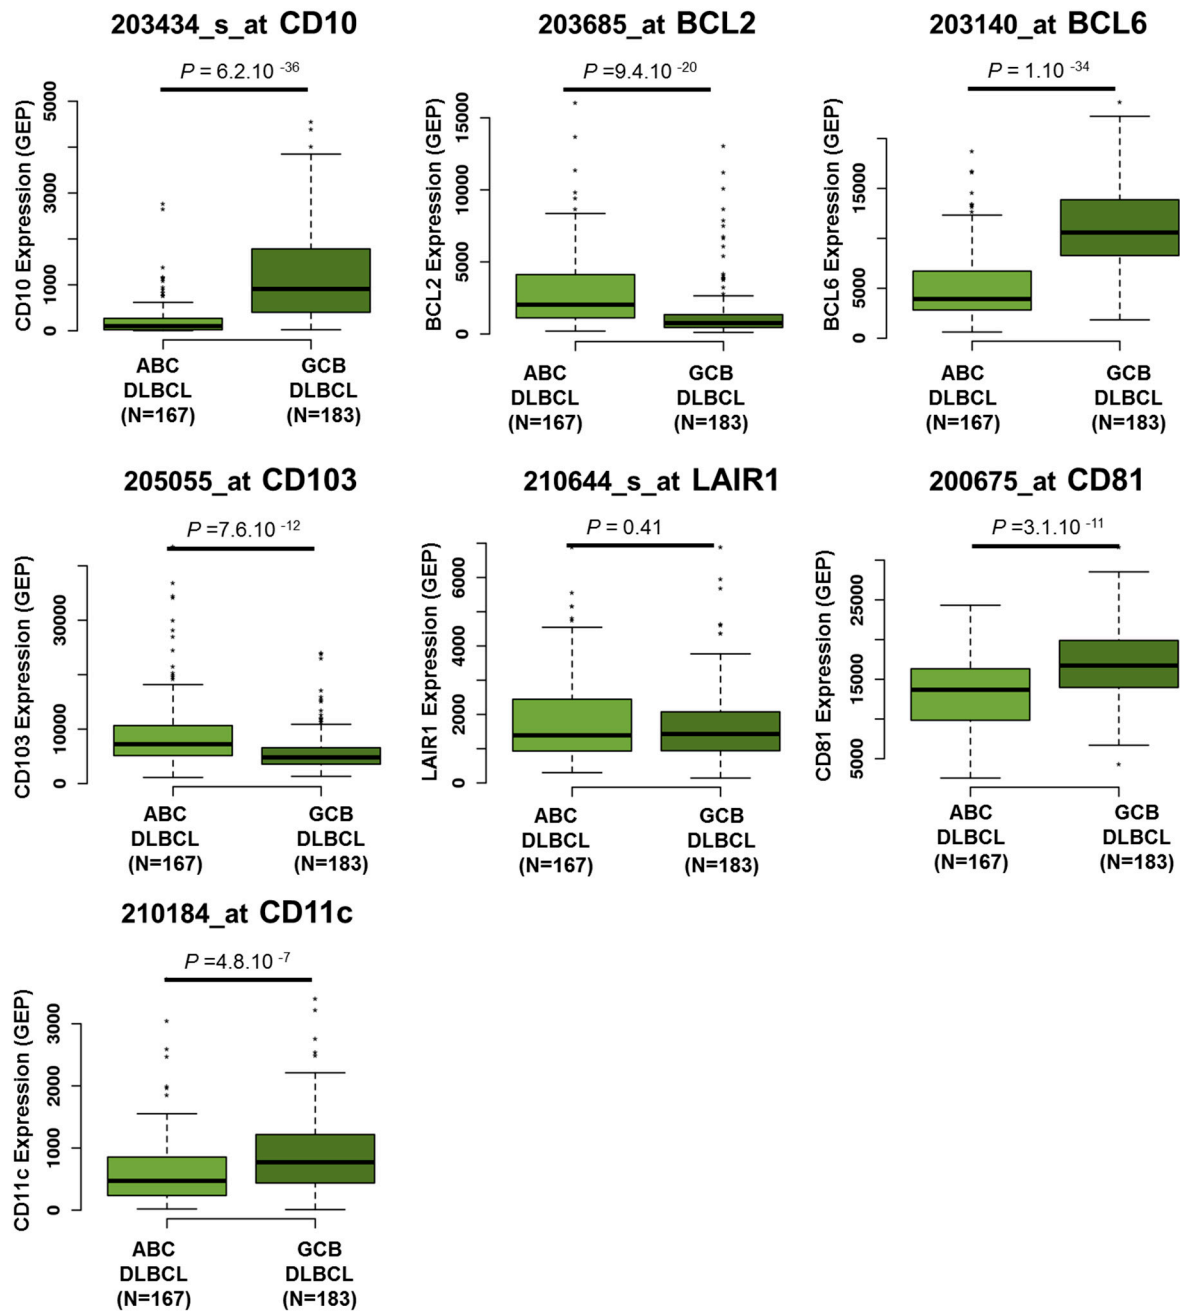 203434_s_at CD10
P = 6.2.10 -36
CD10 Expression (GEP)
5000
3000
1000
0
ABC
DLBCL
(N=167)
GCB
DLBCL
(N=183)
203685_at BCL2
P =9.4.10 -20
BCL2 Expression (GEP)
15000
10000
5000
0
ABC
DLBCL
(N=167)
GCB
DLBCL
(N=183)
203140_at BCL6
P = 1.10 -34
BCL6 Expression (GEP)
15000
5000
0
ABC
DLBCL
(N=167)
GCB
DLBCL
(N=183)
205055_at CD103
P =7.6.10 -12
CD103 Expression (GEP)
30000
10000
0
ABC
DLBCL
(N=167)
GCB
DLBCL
(N=183)
210644_s_at LAIR1
P = 0.41
LAIR1 Expression (GEP)
6000
4000
2000
0
ABC
DLBCL
(N=167)
GCB
DLBCL
(N=183)
200675_at CD81
P =3.1.10 -11
CD81 Expression (GEP)
25000
15000
5000
ABC
DLBCL
(N=167)
GCB
DLBCL
(N=183)
210184_at CD11c
P =4.8.10 -7
CD11c Expression (GEP)
3000
2000
1000
0
ABC
DLBCL
(N=167)
GCB
DLBCL
(N=183)